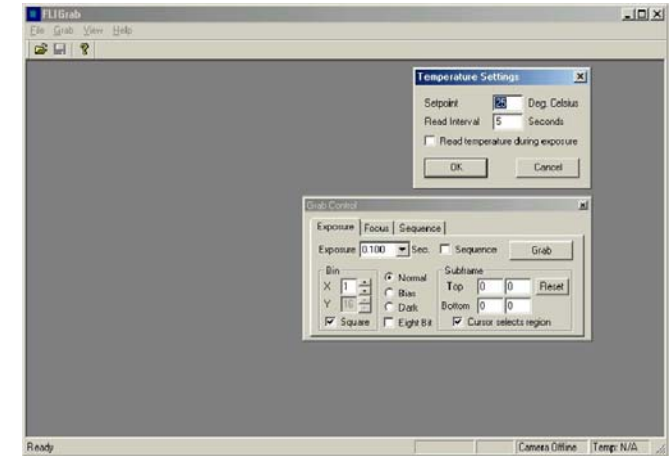 FLIGrab
File Grab View Help
Temperature Settings
Setpoint 25 Deg. Celsius
Read Interval 5 Seconds
Read temperature during exposure
OK Cancel
Grab Control
Exposure Focus Sequence
Exposure 0.100 Sec. Sequence Grab
Bin Normal Subframe
X 1 Bias Top 0 0 Reset
Y 16 Dark Bottom 0 0
Square Eight Bit Cursor selects region
Ready Camera Offline Temp: N/A